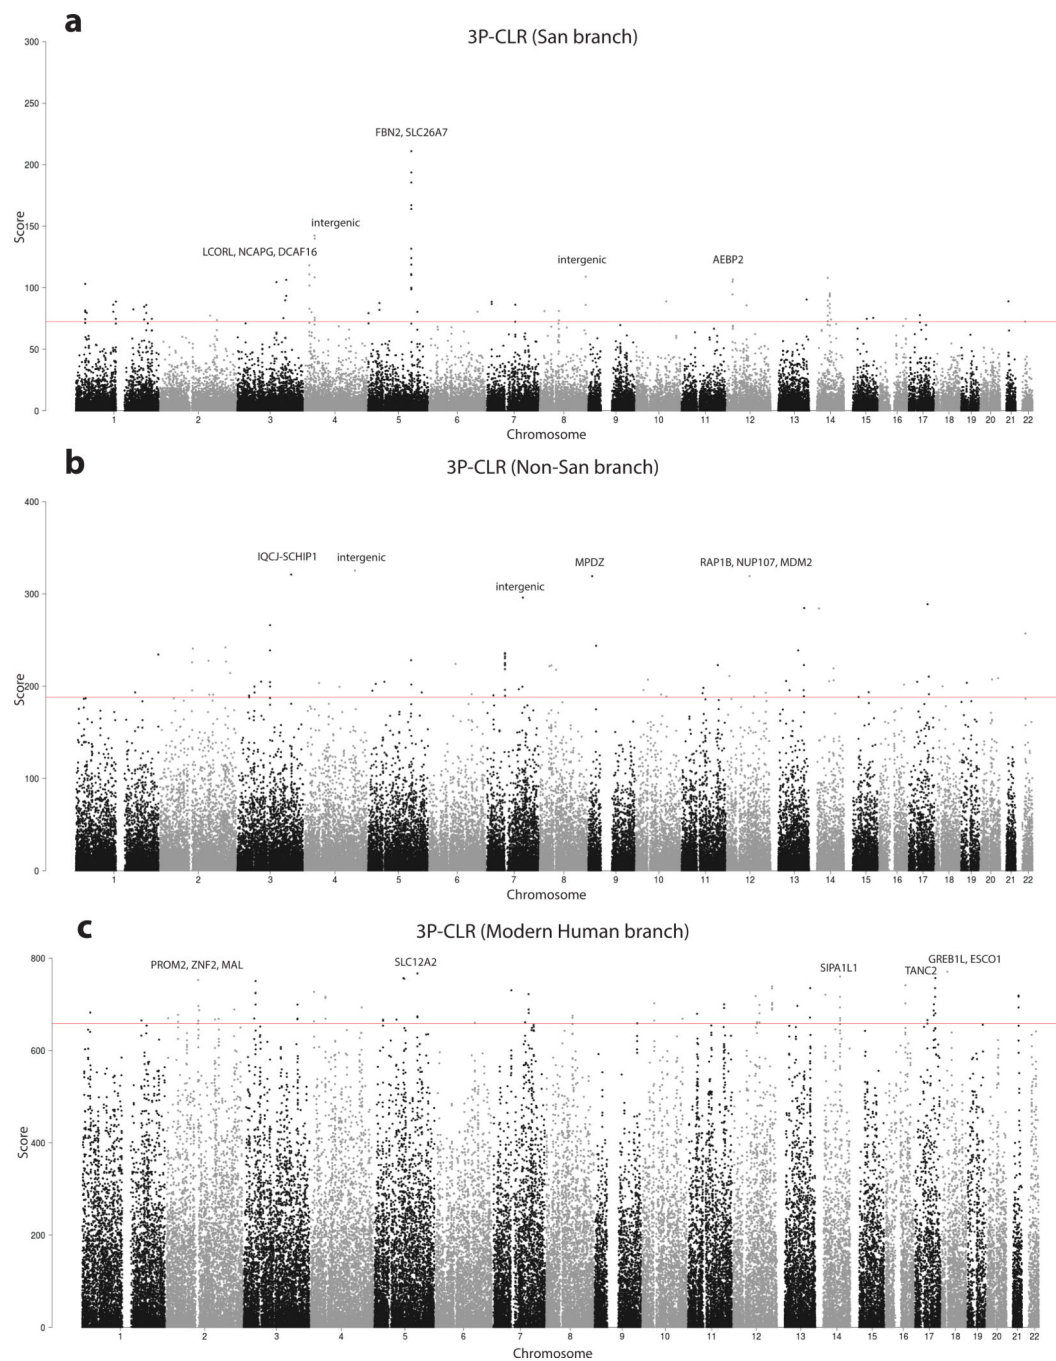 a
3P-CLR (San branch)
300
250
200
150
100
50
0
Score
FBN2, SLC26A7
intergenic
LCORL, NCAPG, DCAF16
intergenic
AEBP2
1 2 3 4 5 6 7 8 9 10 11 12 13 14 15 16 17 18 19 20 21 22
Chromosome
b
3P-CLR (Non-San branch)
400
300
200
100
0
Score
IQCJ-SCHIP1
intergenic
MPDZ
RAP1B, NUP107, MDM2
intergenic
1 2 3 4 5 6 7 8 9 10 11 12 13 14 15 16 17 18 19 20 21 22
Chromosome
c
3P-CLR (Modern Human branch)
800
600
400
200
0
Score
PROM2, ZNF2, MAL
SLC12A2
SIPA1L1
GREB1L, ESCO1
TANC2
1 2 3 4 5 6 7 8 9 10 11 12 13 14 15 16 17 18 19 20 21 22
Chromosome